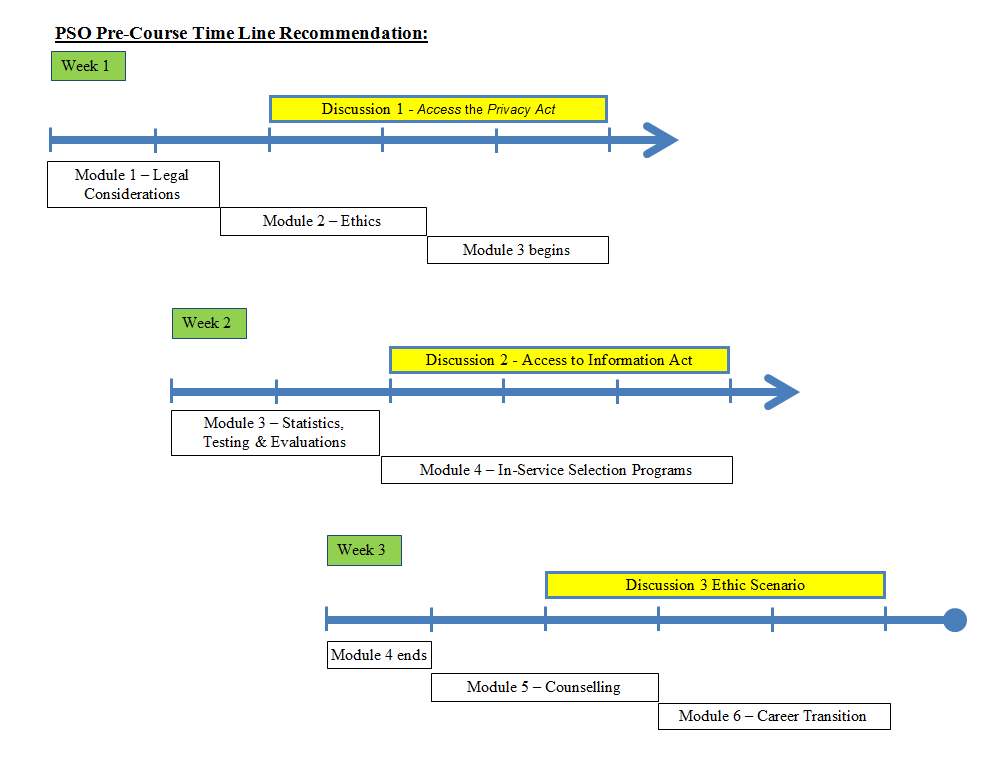 PSO Pre-Course Time Line Recommendation:
Week 1
Discussion 1 - Access the Privacy Act
Module 1 – Legal
Considerations
Module 2 – Ethics
Module 3 begins
Week 2
Discussion 2 - Access to Information Act
Module 3 – Statistics,
Testing & Evaluations
Module 4 – In-Service Selection Programs
Week 3
Discussion 3 Ethic Scenario
Module 4 ends
Module 5 – Counselling
Module 6 – Career Transition